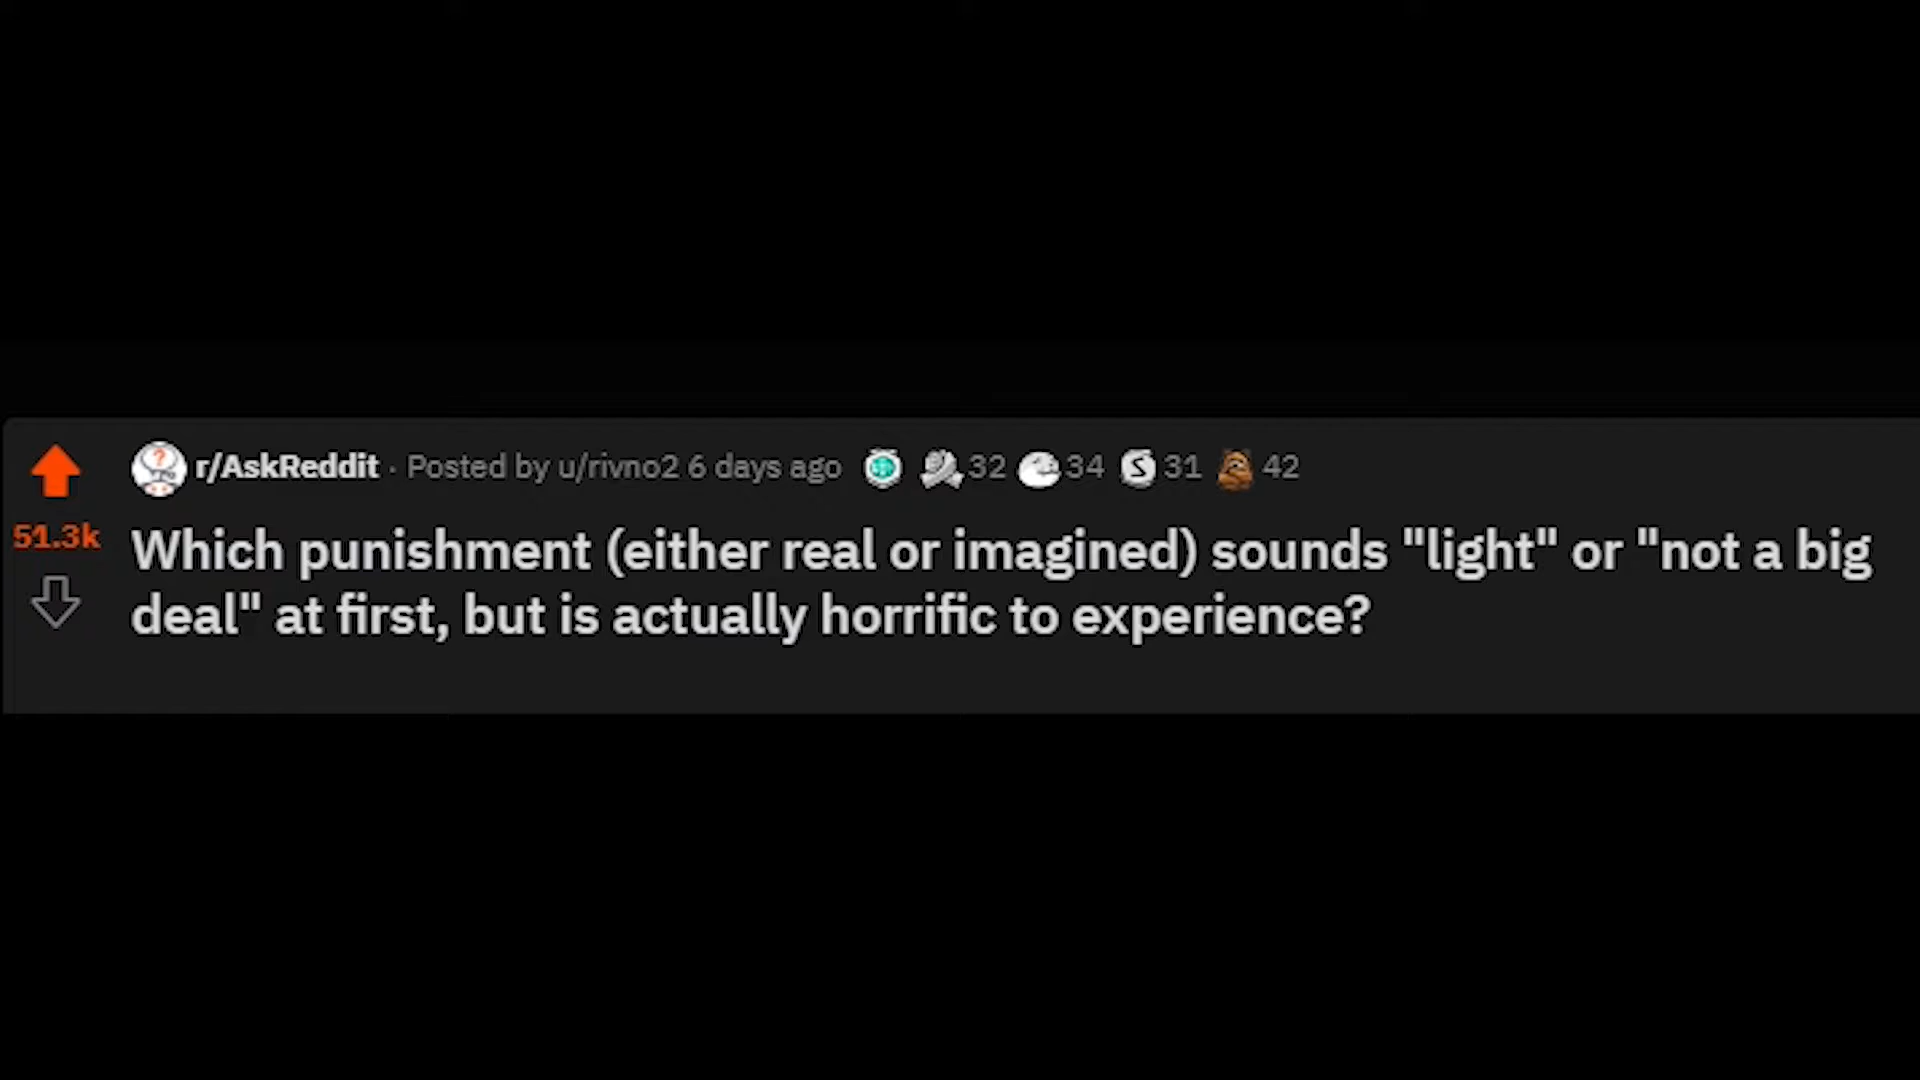 r/AskReddit · Posted by u/rivno2 6 days ago 32 34 S 31 42
51.3k
Which punishment (either real or imagined) sounds "light" or "not a big
deal" at first, but is actually horrific to experience?